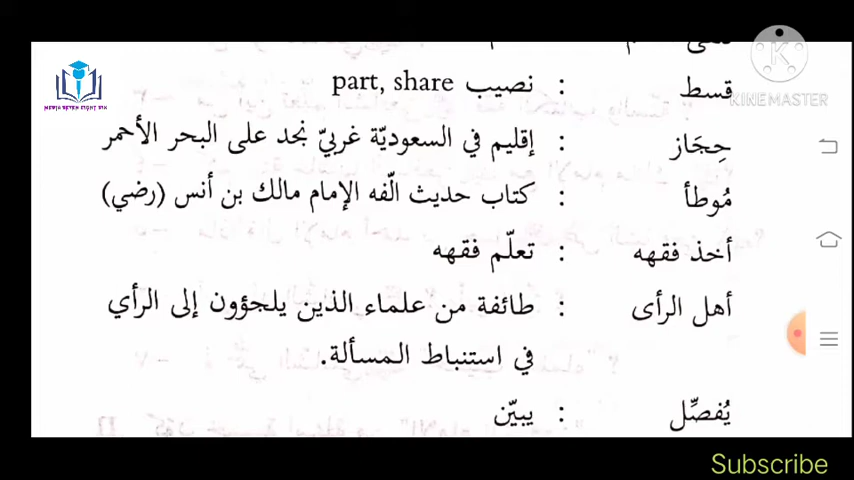 قسط : نصيب part, share
حِجَاز : إقليم في السعوديّة غربيّ نجد على البحر الأحمر
مُوطأ : كتاب حديث الّفه الإمام مالك بن أنس (رضي)
أخذ فقهه : تعلّم فقهه
أهل الرأى : طائفة من علماء الذين يلجؤون إلى الرأي
في استنباط المسألة.
يُفصِّل : يبيّن
KINEMASTER
Subscribe